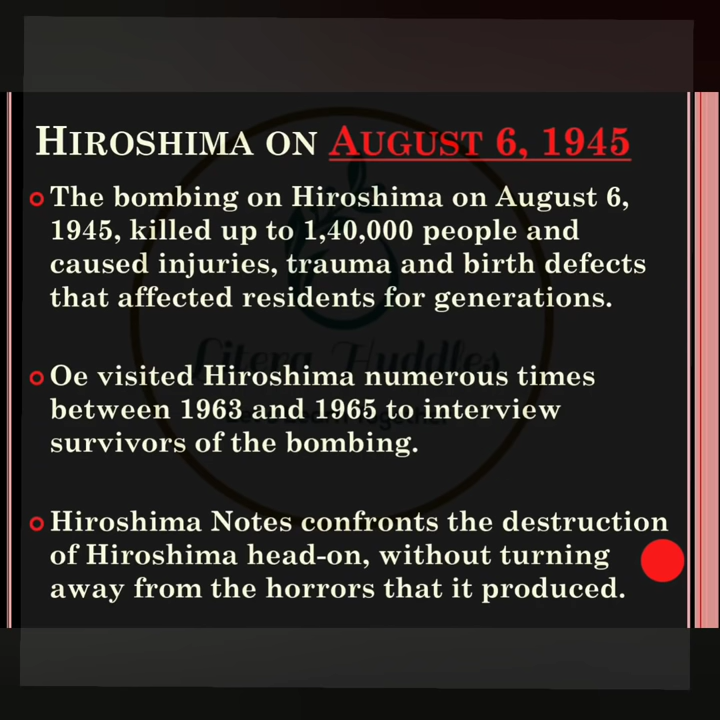 HIROSHIMA ON AUGUST 6, 1945
The bombing on Hiroshima on August 6,
1945, killed up to 1,40,000 people and
caused injuries, trauma and birth defects
that affected residents for generations.
Oe visited Hiroshima numerous times
between 1963 and 1965 to interview
survivors of the bombing.
Hiroshima Notes confronts the destruction
of Hiroshima head-on, without turning
away from the horrors that it produced.
Litera Huddles